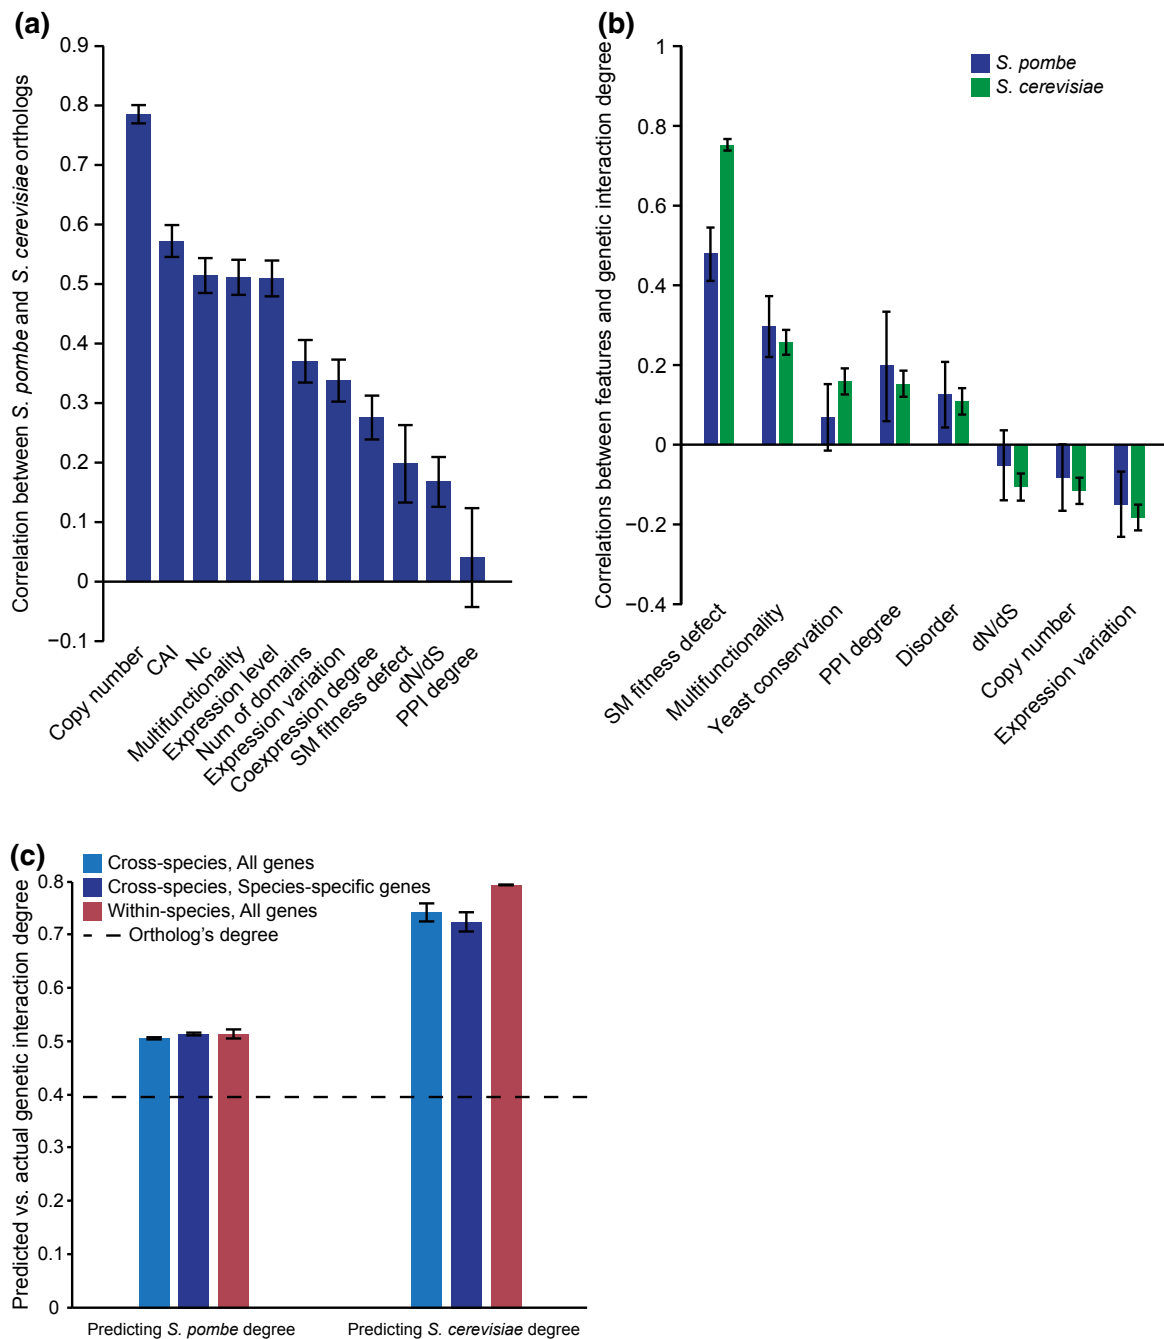 (a)
Correlation between S. pombe and S. cerevisiae orthologs
0.9
0.8
0.7
0.6
0.5
0.4
0.3
0.2
0.1
0
−0.1
Copy number
CAI
Nc
Multifunctionality
Expression level
Num of domains
Expression variation
Coexpression degree
SM fitness defect
dN/dS
PPI degree
(b)
Correlations between features and genetic interaction degree
1
0.8
0.6
0.4
0.2
0
−0.2
−0.4
S. pombe
S. cerevisiae
SM fitness defect
Multifunctionality
Yeast conservation
PPI degree
Disorder
dN/dS
Copy number
Expression variation
(c)
Predicted vs. actual genetic interaction degree
Cross-species, All genes
Cross-species, Species-specific genes
Within-species, All genes
Ortholog's degree
0.8
0.7
0.6
0.5
0.4
0.3
0.2
0.1
0
Predicting S. pombe degree
Predicting S. cerevisiae degree